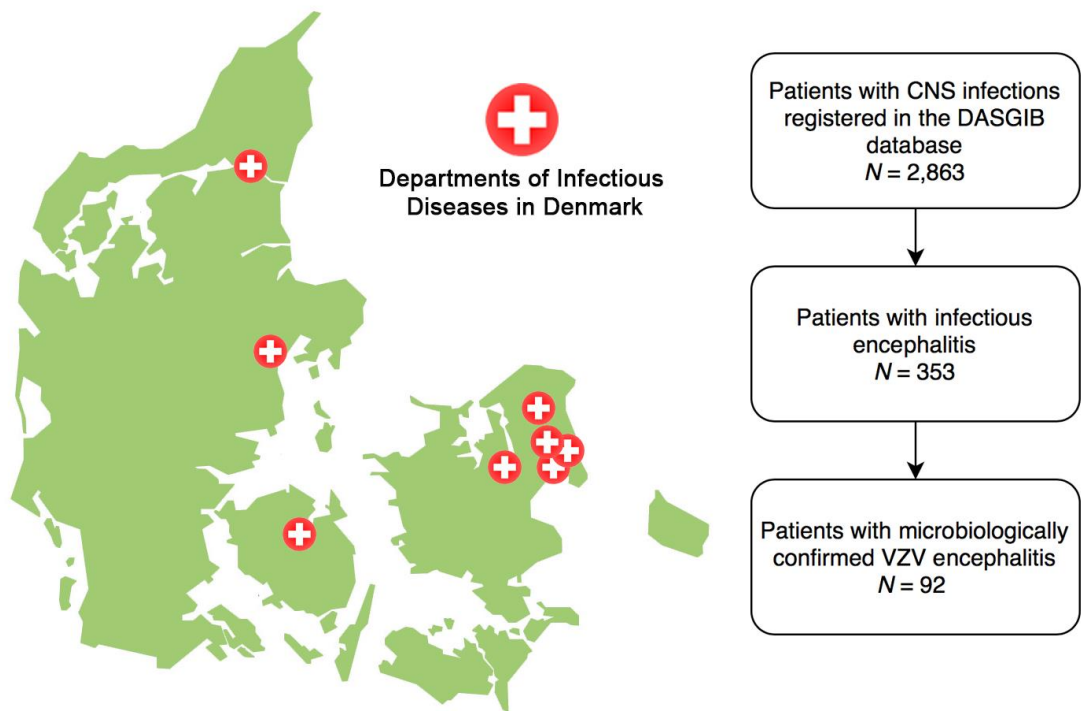 Departments of Infectious
Diseases in Denmark
Patients with CNS infections
registered in the DASGIB
database
N = 2,863
Patients with infectious
encephalitis
N = 353
Patients with microbiologically
confirmed VZV encephalitis
N = 92